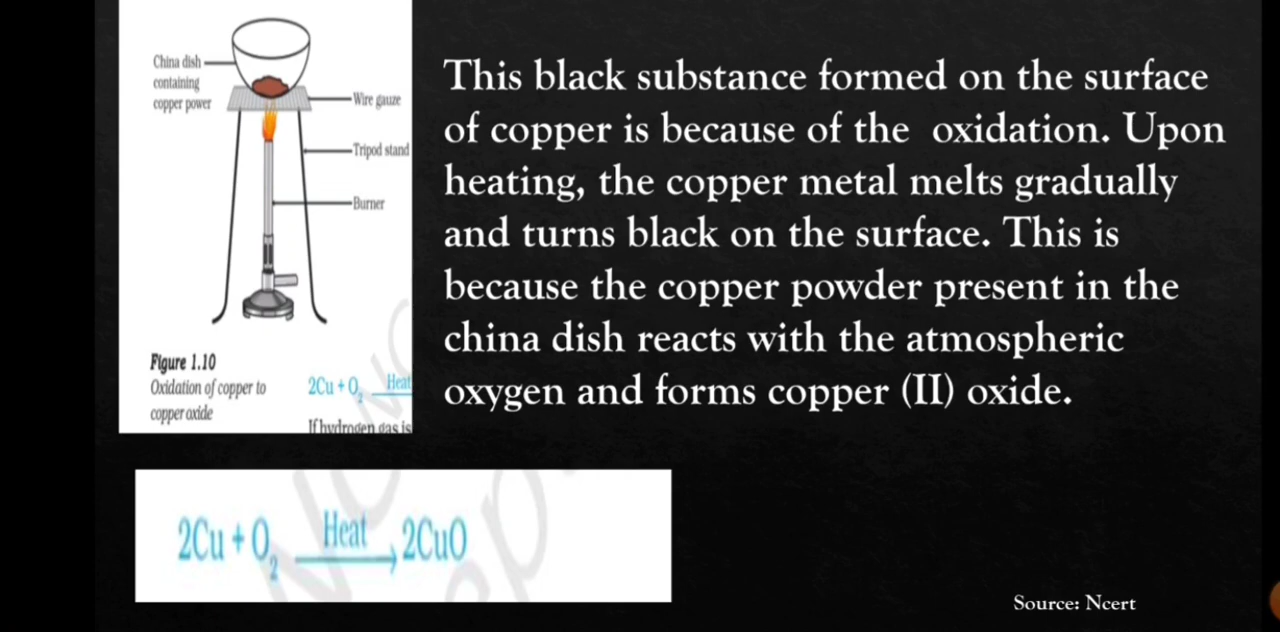 China dish
containing
copper power
Wire gauze
Tripod stand
Burner
Figure 1.10
Oxidation of copper to
copper oxide
2Cu + O₂ Heat
If hydrogen gas is
This black substance formed on the surface
of copper is because of the oxidation. Upon
heating, the copper metal melts gradually
and turns black on the surface. This is
because the copper powder present in the
china dish reacts with the atmospheric
oxygen and forms copper (II) oxide.
2Cu + O₂ Heat → 2CuO
Source: Ncert